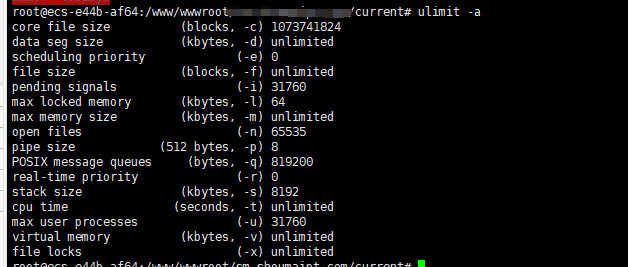 root@ecs-e44b-af64:/www/wwwroot/ /current# ulimit -a
core file size (blocks, -c) 1073741824
data seg size (kbytes, -d) unlimited
scheduling priority (-e) 0
file size (blocks, -f) unlimited
pending signals (-i) 31760
max locked memory (kbytes, -l) 64
max memory size (kbytes, -m) unlimited
open files (-n) 65535
pipe size (512 bytes, -p) 8
POSIX message queues (bytes, -q) 819200
real-time priority (-r) 0
stack size (kbytes, -s) 8192
cpu time (seconds, -t) unlimited
max user processes (-u) 31760
virtual memory (kbytes, -v) unlimited
file locks (-x) unlimited
root@ecs-e44b-af64:/www/wwwroot/ /current#